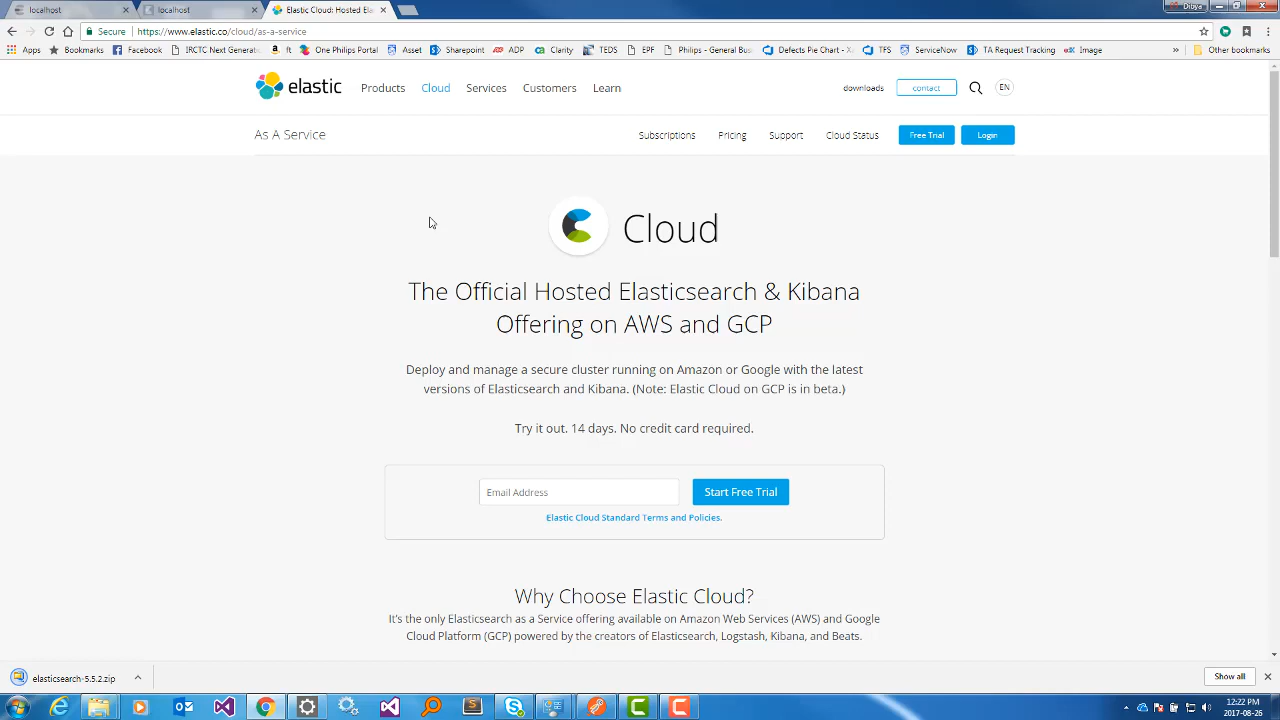 localhost
localhost
Elastic Cloud: Hosted Ela
Dibya
Secure
https://www.elastic.co/cloud/as-a-service
Apps
Bookmarks
Facebook
IRCTC Next Generat
One Philips Portal
Asset
Sharepoint
ADP
Clarity
TEDS
EPF
Philips - General Bus
Defects Pie Chart - X
TFS
ServiceNow
TA Request Tracking
Image
»
Other bookmarks
elastic
Products
Cloud
Services
Customers
Learn
downloads
contact
EN
As A Service
Subscriptions
Pricing
Support
Cloud Status
Free Trial
Login
Cloud
The Official Hosted Elasticsearch & Kibana
Offering on AWS and GCP
Deploy and manage a secure cluster running on Amazon or Google with the latest
versions of Elasticsearch and Kibana. (Note: Elastic Cloud on GCP is in beta.)
Try it out. 14 days. No credit card required.
Email Address
Start Free Trial
Elastic Cloud Standard Terms and Policies.
Why Choose Elastic Cloud?
It's the only Elasticsearch as a Service offering available on Amazon Web Services (AWS) and Google
Cloud Platform (GCP) powered by the creators of Elasticsearch, Logstash, Kibana, and Beats.
elasticsearch-5.5.2.zip
Show all
12:22 PM
2017-08-26